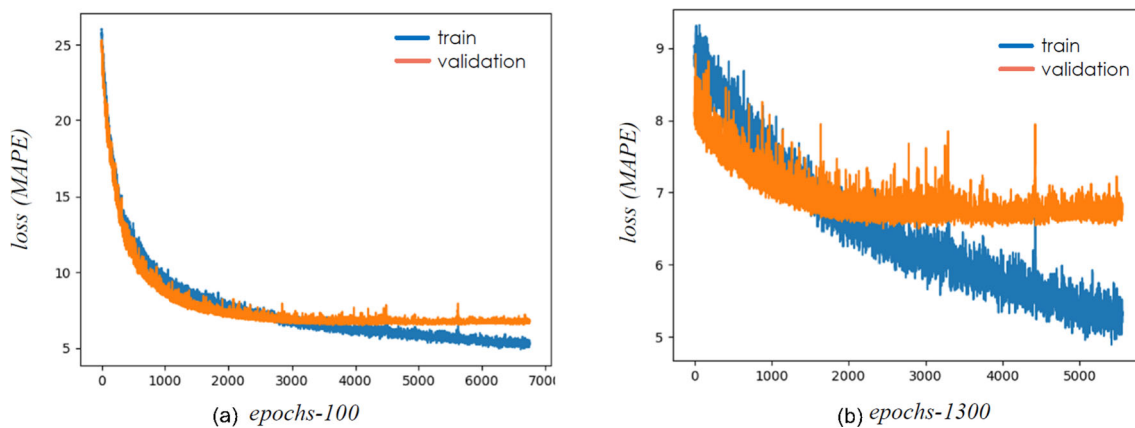 25
20
15
10
5
loss (MAPE)
train
validation
0 1000 2000 3000 4000 5000 6000 7000
(a) epochs-100
9
8
7
6
5
loss (MAPE)
train
validation
0 1000 2000 3000 4000 5000
(b) epochs-1300